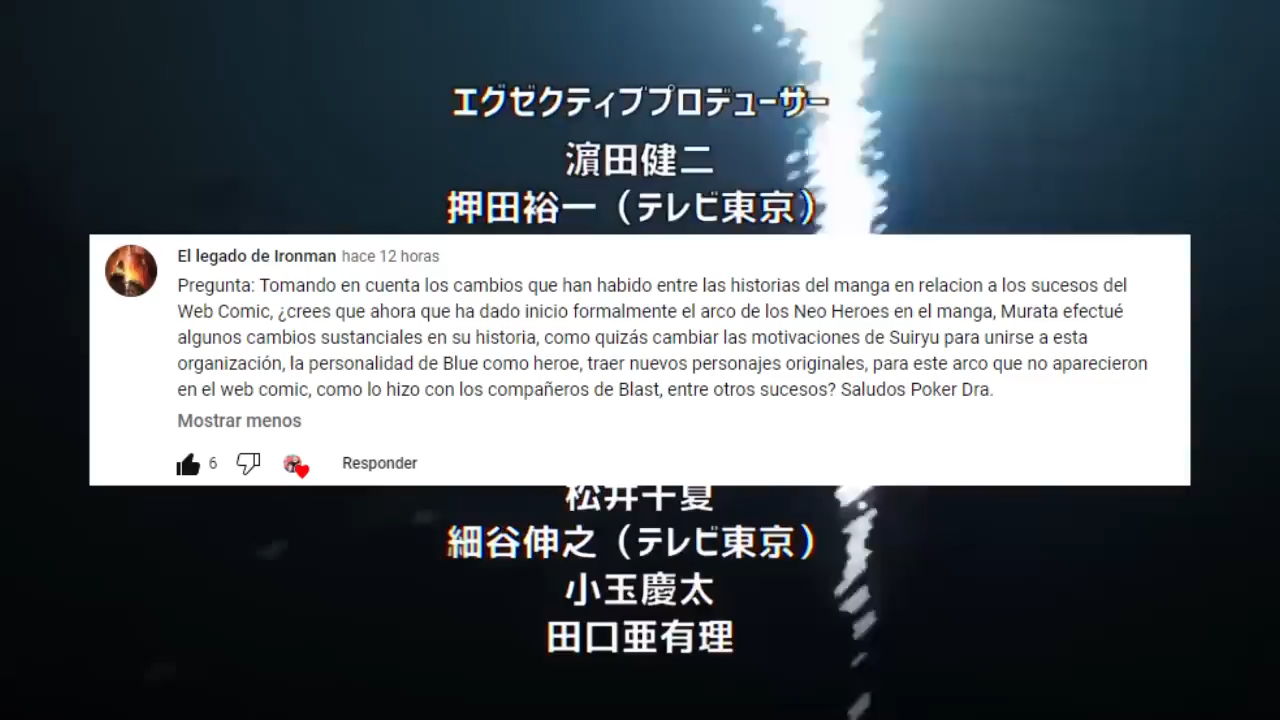 エグゼクティブプロデューサー
濵田健二
押田裕一（テレビ東京）
El legado de Ironman hace 12 horas
Pregunta: Tomando en cuenta los cambios que han habido entre las historias del manga en relacion a los sucesos del
Web Comic, ¿crees que ahora que ha dado inicio formalmente el arco de los Neo Heroes en el manga, Murata efectué
algunos cambios sustanciales en su historia, como quizás cambiar las motivaciones de Suiryu para unirse a esta
organización, la personalidad de Blue como heroe, traer nuevos personajes originales, para este arco que no aparecieron
en el web comic, como lo hizo con los compañeros de Blast, entre otros sucesos? Saludos Poker Dra.
Mostrar menos
6
Responder
松井千夏
細谷伸之（テレビ東京）
小玉慶太
田口亜有理